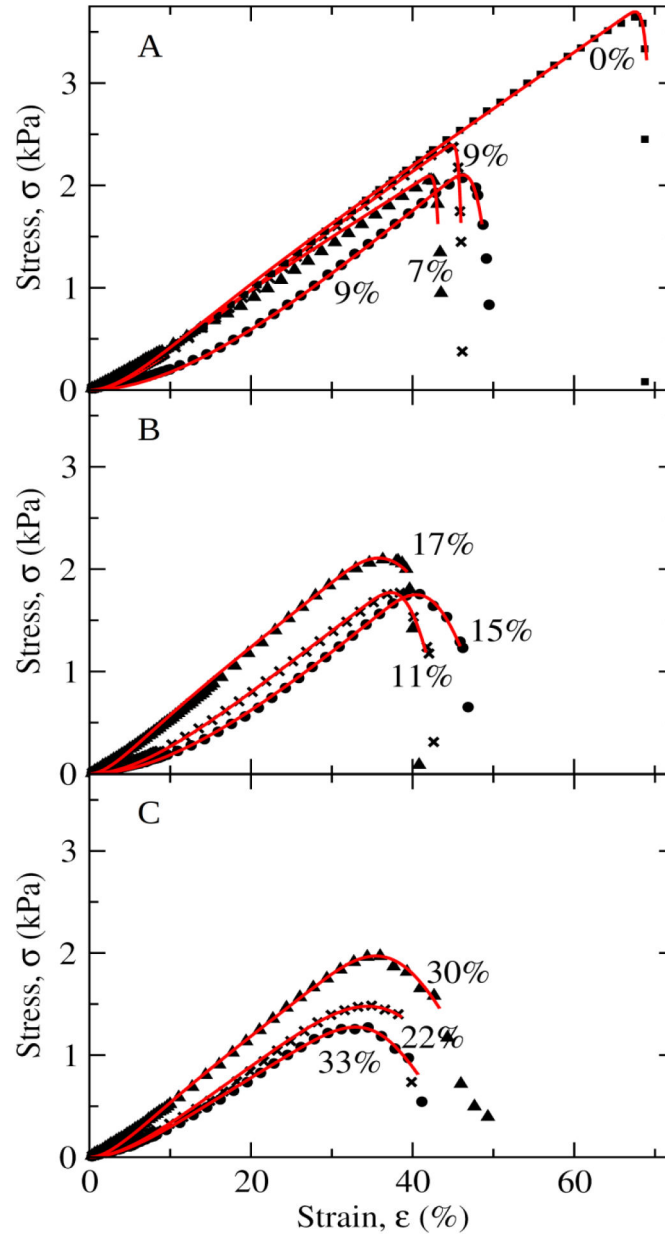 A
0%
9%
7%
9%
Stress, σ (kPa)
3
2
1
0
B
17%
15%
11%
Stress, σ (kPa)
3
2
1
0
C
30%
22%
33%
Stress, σ (kPa)
3
2
1
0
0 20 40 60
Strain, ε (%)